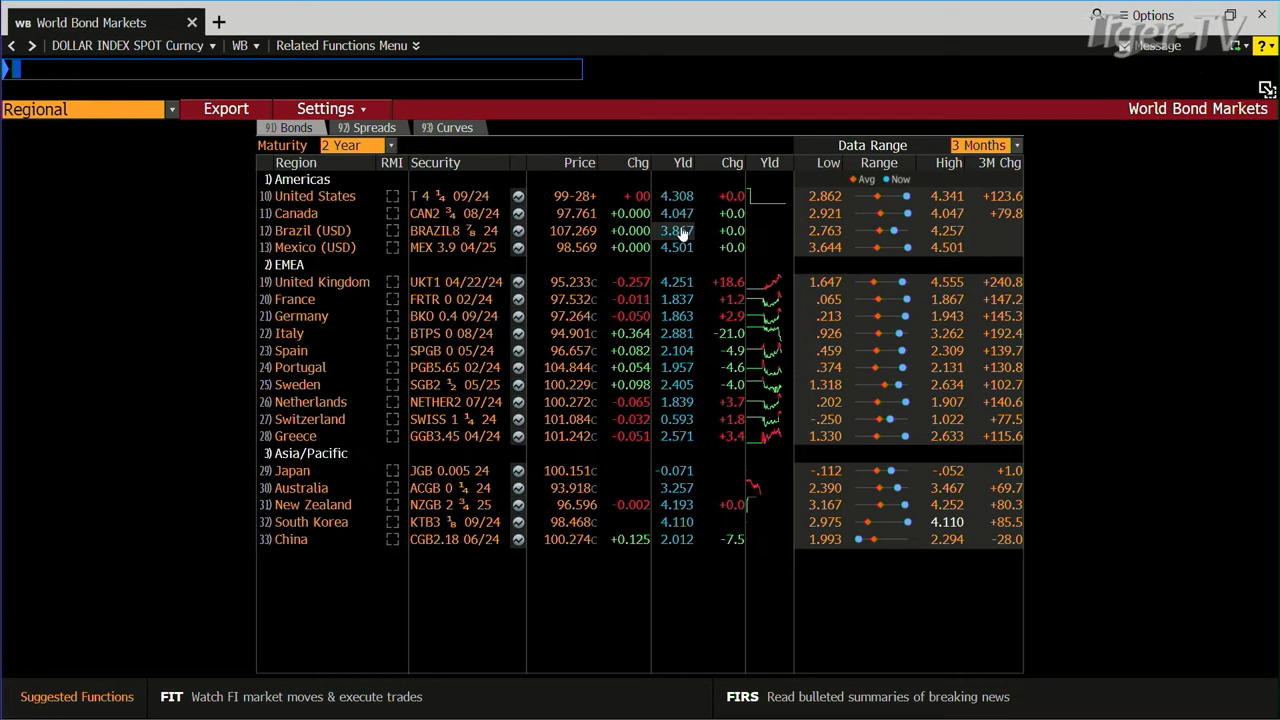 WB World Bond Markets × +
Options
Tiger-TV
DOLLAR INDEX SPOT Curncy WB Related Functions Menu Message ?
Regional Export Settings World Bond Markets
91) Bonds 92) Spreads 93) Curves
Maturity 2 Year Data Range 3 Months
Region RMI Security Price Chg Yld Chg Yld Low Range High 3M Chg
1) Americas Avg Now
10) United States T 4 ¼ 09/24 99-28+ + 00 4.308 +0.0 2.862 4.341 +123.6
11) Canada CAN2 ¾ 08/24 97.761 +0.000 4.047 +0.0 2.921 4.047 +79.8
12) Brazil (USD) BRAZIL8 ⅞ 24 107.269 +0.000 +0.0 2.763 4.257
13) Mexico (USD) MEX 3.9 04/25 98.569 +0.000 4.501 +0.0 3.644 4.501
2) EMEA
19) United Kingdom UKT1 04/22/24 95.233C -0.257 4.251 +18.6 1.647 4.555 +240.8
20) France FRTR 0 02/24 97.532C -0.011 1.837 +1.2 .065 1.867 +147.2
21) Germany BKO 0.4 09/24 97.264C -0.050 1.863 +2.9 .213 1.943 +145.3
22) Italy BTPS 0 08/24 94.901C +0.364 2.881 -21.0 .926 3.262 +192.4
23) Spain SPGB 0 05/24 96.657C +0.082 2.104 -4.9 .459 2.309 +139.7
24) Portugal PGB5.65 02/24 104.844C +0.054 1.957 -4.6 .374 2.131 +130.8
25) Sweden SGB2 ½ 05/25 100.229C +0.098 2.405 -4.0 1.318 2.634 +102.7
26) Netherlands NETHER2 07/24 100.272C -0.065 1.839 +3.7 .202 1.907 +140.6
27) Switzerland SWISS 1 ¼ 24 101.084C -0.032 0.593 +1.8 -.250 1.022 +77.5
28) Greece GGB3.45 04/24 101.242C -0.051 2.571 +3.4 1.330 2.633 +115.6
3) Asia/Pacific
29) Japan JGB 0.005 24 100.151C -0.071 -.112 -.052 +1.0
30) Australia ACGB 0 ¼ 24 93.918C 3.257 2.390 3.467 +69.7
31) New Zealand NZGB 2 ¾ 25 96.596 -0.002 4.193 +0.0 3.167 4.252 +80.3
32) South Korea KTB3 ⅛ 09/24 98.468C 4.110 2.975 4.110 +85.5
33) China CGB2.18 06/24 100.274C +0.125 2.012 -7.5 1.993 2.294 -28.0
Suggested Functions FIT Watch FI market moves & execute trades FIRS Read bulleted summaries of breaking news